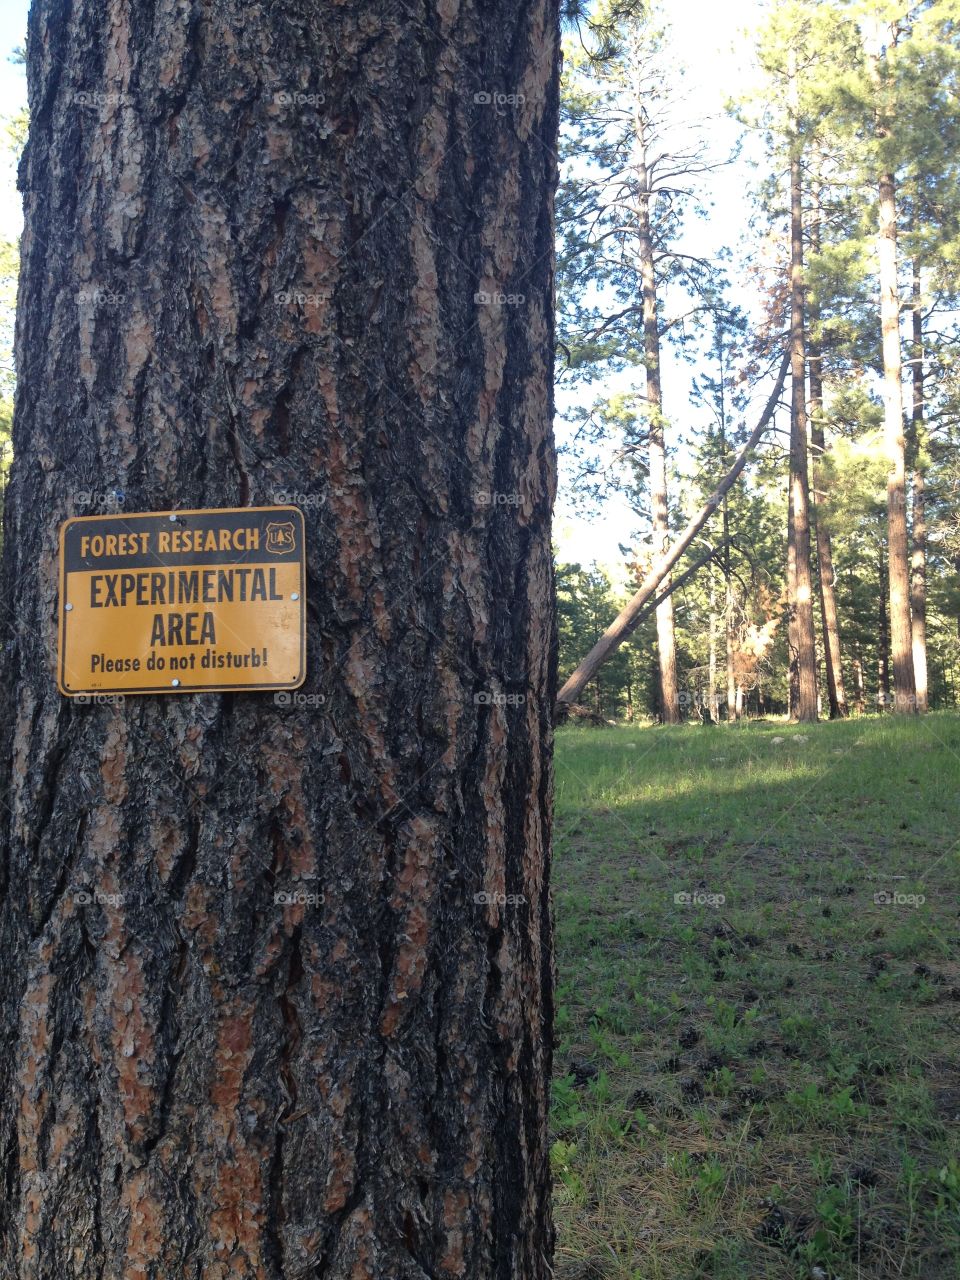 FOREST RESEARCH U S
EXPERIMENTAL
AREA
Please do not disturb!